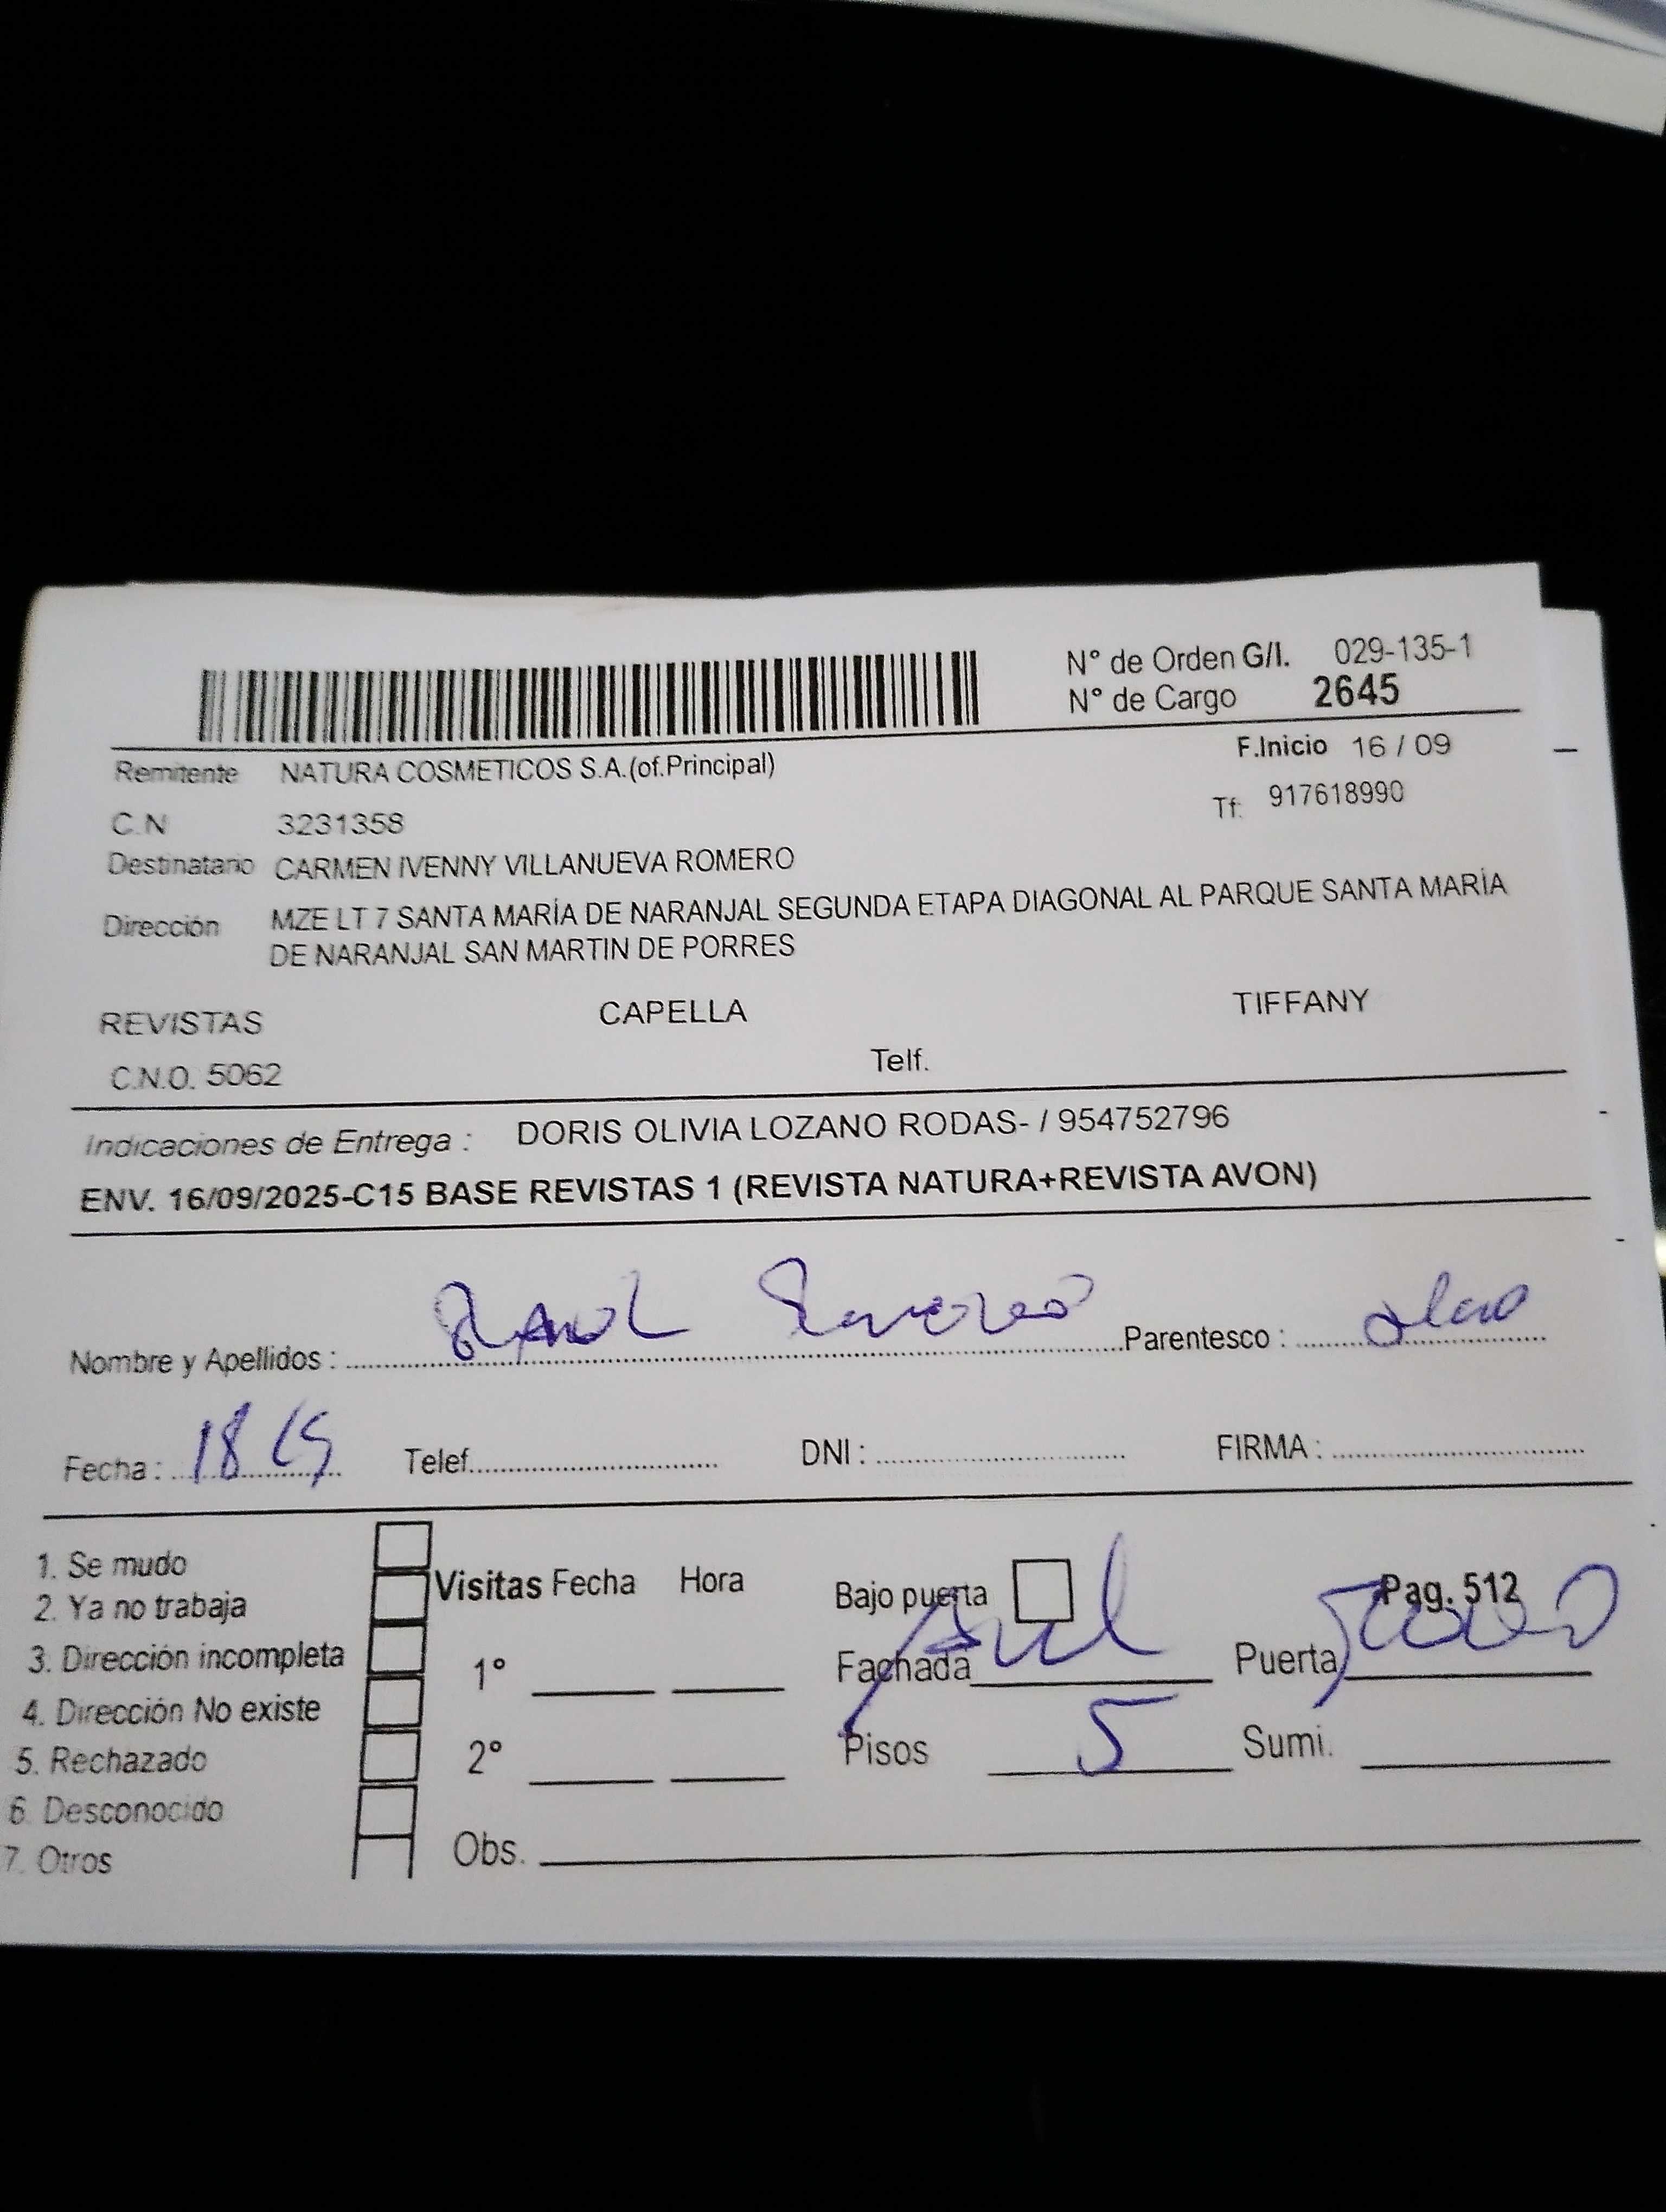 N° de Orden G/I. 029-135-1
N° de Cargo 2645
Remitente NATURA COSMETICOS S.A.(of.Principal) F.Inicio 16 / 09
C.N 3231358 Tf: 917618990
Destinatario CARMEN IVENNY VILLANUEVA ROMERO
Dirección MZE LT 7 SANTA MARÍA DE NARANJAL SEGUNDA ETAPA DIAGONAL AL PARQUE SANTA MARÍA
DE NARANJAL SAN MARTIN DE PORRES
REVISTAS CAPELLA TIFFANY
C.N.O. 5062 Telf.
Indicaciones de Entrega : DORIS OLIVIA LOZANO RODAS- / 954752796
ENV. 16/09/2025-C15 BASE REVISTAS 1 (REVISTA NATURA+REVISTA AVON)
Nombre y Apellidos : Parentesco :
Fecha : 18 Telef. DNI : FIRMA :
1. Se mudo
2. Ya no trabaja
3. Dirección incompleta
4. Dirección No existe
5. Rechazado
6. Desconocido
7. Otros
Visitas Fecha Hora
1°
2°
Bajo puerta Pag. 512
Fachada Puerta
Pisos 5 Sumi.
Obs.